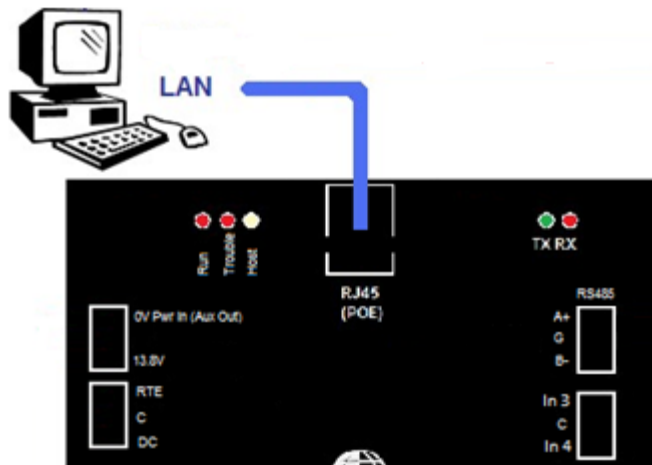 LAN
Run
Trouble
Host
TX RX
RJ45
(POE)
RS485
0V Pwr In (Aux Out)
13.8V
A+
G
B-
RTE
C
DC
In 3
C
In 4